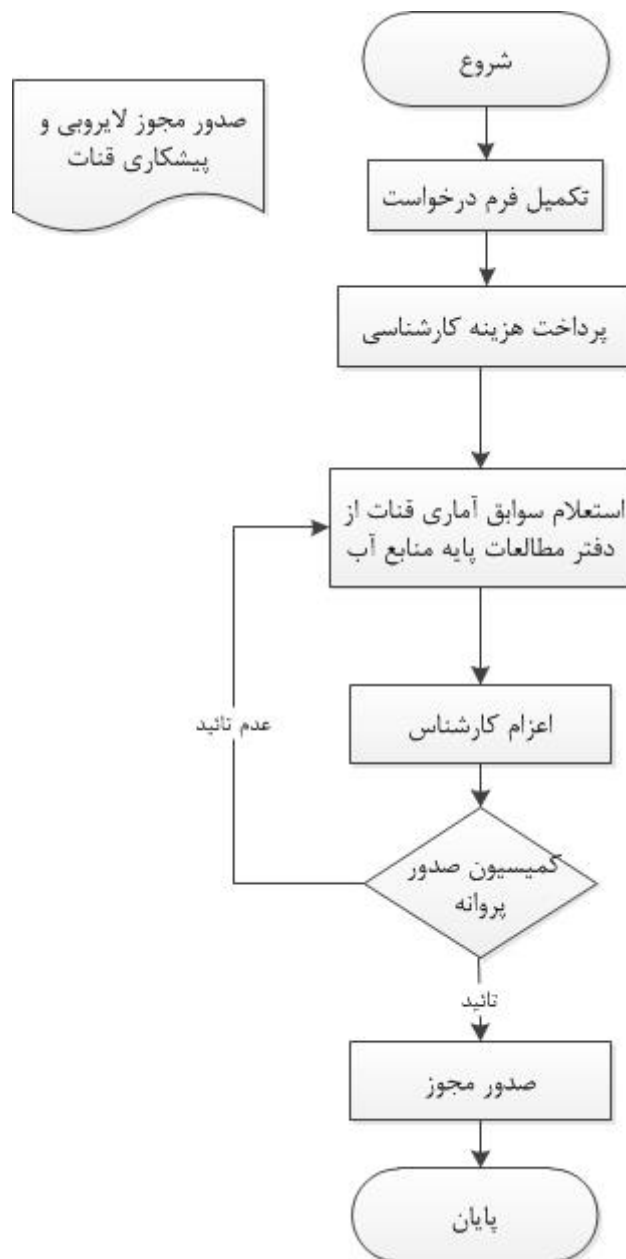 شروع
صدور مجوز لایروبی و
پیشکاری قنات
تکمیل فرم درخواست
پرداخت هزینه کارشناسی
استعلام سوابق آماری قنات از
دفتر مطالعات پایه منابع آب
اعزام کارشناس
عدم تائید
کمیسیون صدور
پروانه
تائید
صدور مجوز
پایان